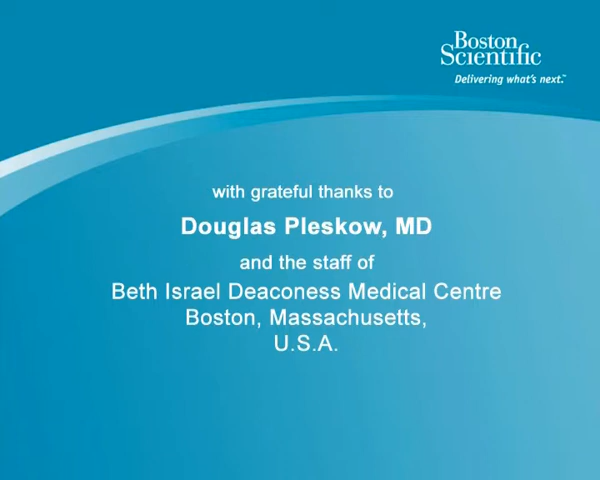 Boston
Scientific
Delivering what's next.™
with grateful thanks to
Douglas Pleskow, MD
and the staff of
Beth Israel Deaconess Medical Centre
Boston, Massachusetts,
U.S.A.